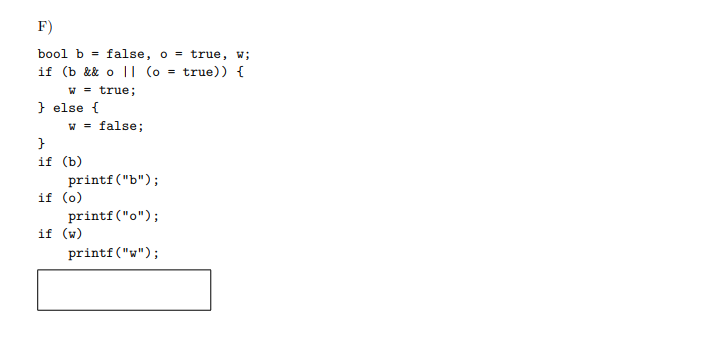 F)
bool b = false, o = true, w;
if (b && o || (o = true)) {
    w = true;
} else {
    w = false;
}
if (b)
    printf("b");
if (o)
    printf("o");
if (w)
    printf("w");